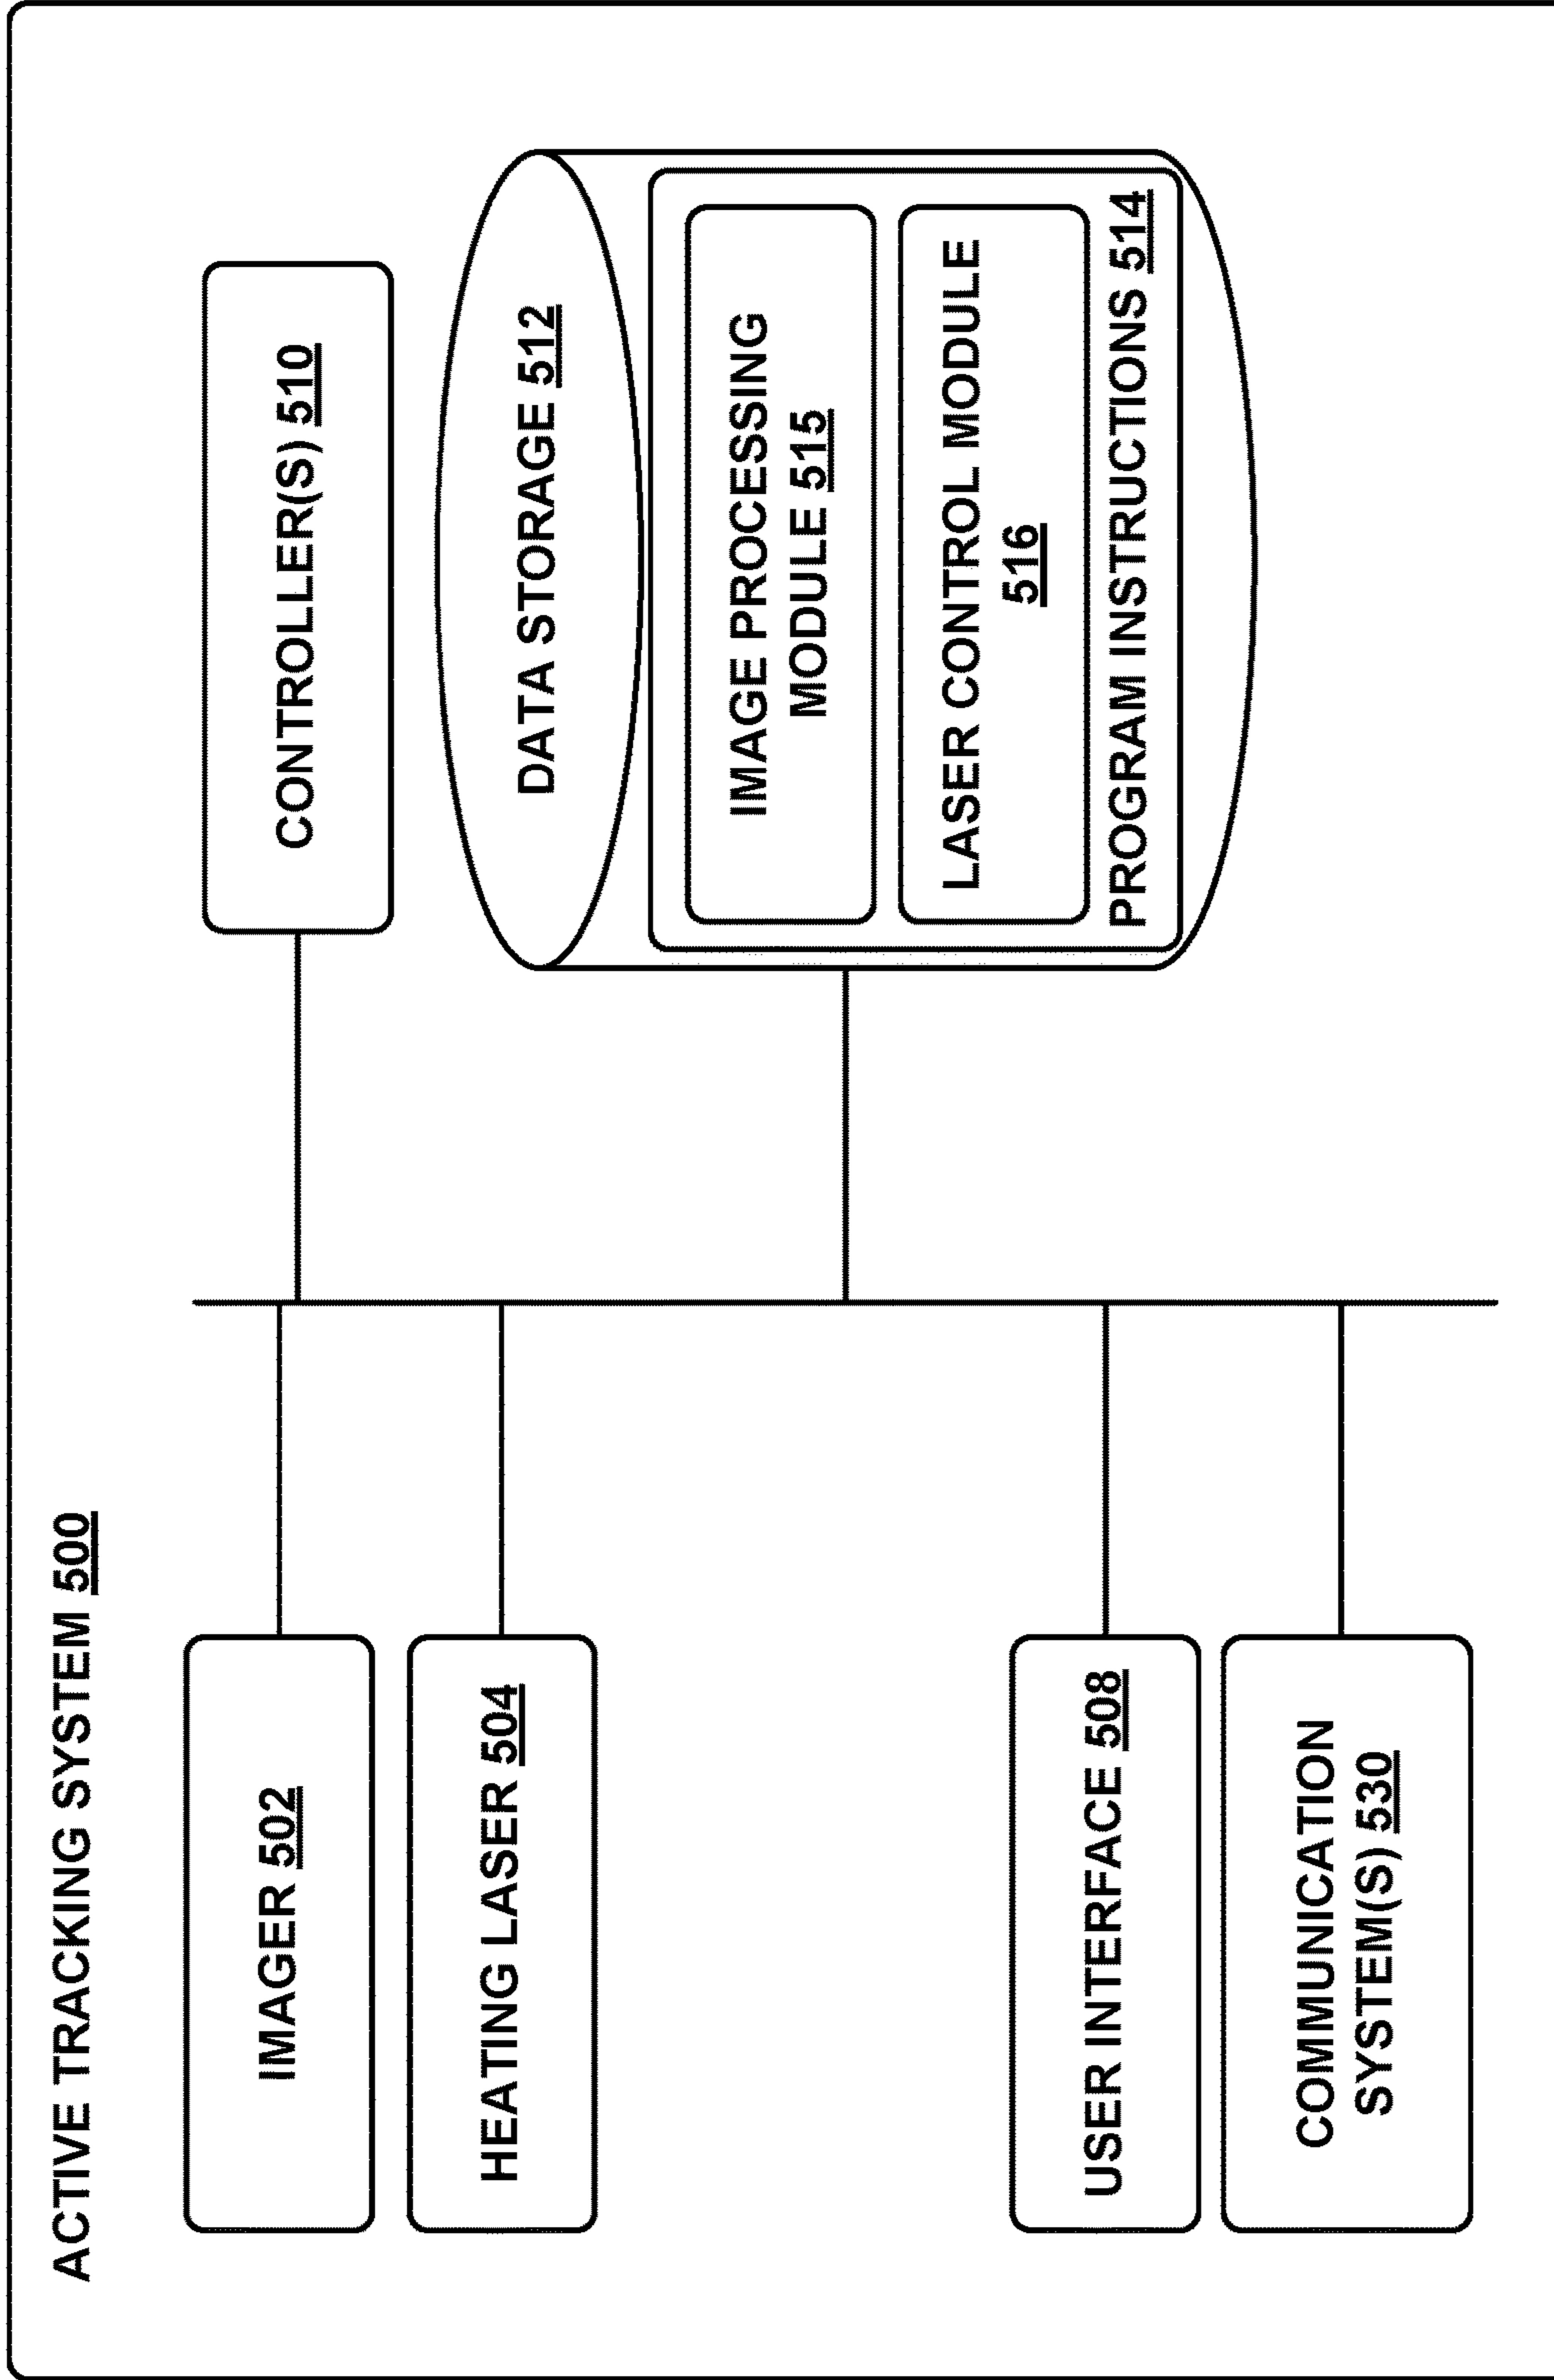 ACTIVE TRACKING SYSTEM 500
IMAGER 502
HEATING LASER 504
USER INTERFACE 508
COMMUNICATION
SYSTEM(S) 530
CONTROLLER(S) 510
DATA STORAGE 512
IMAGE PROCESSING
MODULE 515
LASER CONTROL MODULE
516
PROGRAM INSTRUCTIONS 514